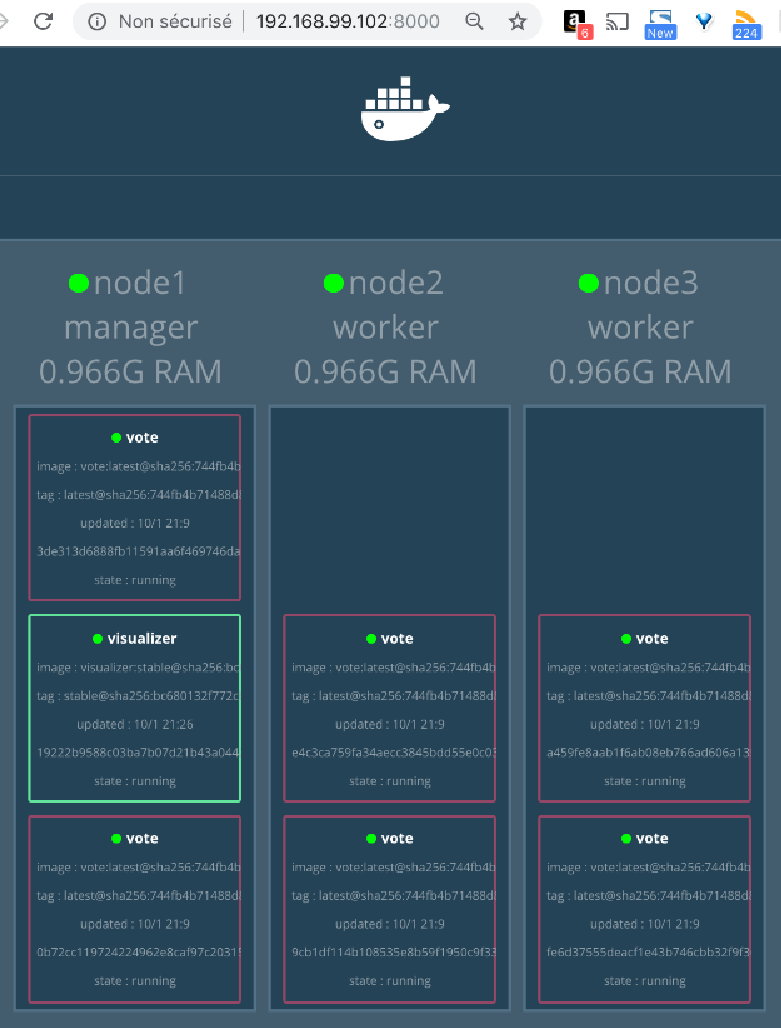 Non sécurisé 192.168.99.102:8000
6
New
224
node1
manager
0.966G RAM
node2
worker
0.966G RAM
node3
worker
0.966G RAM
vote
image : vote:latest@sha256:744fb4b
tag : latest@sha256:744fb4b71488d
updated : 10/1 21:9
3de313d6888fb11591aa6f469746da
state : running
visualizer
image : visualizer:stable@sha256:bc
tag : stable@sha256:bc680132f772c
updated : 10/1 21:26
19222b9588c03ba7b07d21b43a044
state : running
vote
image : vote:latest@sha256:744fb4b
tag : latest@sha256:744fb4b71488d
updated : 10/1 21:9
0b72cc119724224962e8caf97c20315
state : running
vote
image : vote:latest@sha256:744fb4b
tag : latest@sha256:744fb4b71488d
updated : 10/1 21:9
e4c3ca759fa34aecc3845bdd55e0c03
state : running
vote
image : vote:latest@sha256:744fb4b
tag : latest@sha256:744fb4b71488d
updated : 10/1 21:9
9cb1df114b108535e8b59f1950c9f33
state : running
vote
image : vote:latest@sha256:744fb4b
tag : latest@sha256:744fb4b71488d
updated : 10/1 21:9
a459fe8aab1f6ab08eb766ad606a13
state : running
vote
image : vote:latest@sha256:744fb4b
tag : latest@sha256:744fb4b71488d
updated : 10/1 21:9
fe6d37555deacf1e43b746cbb32f9f3
state : running